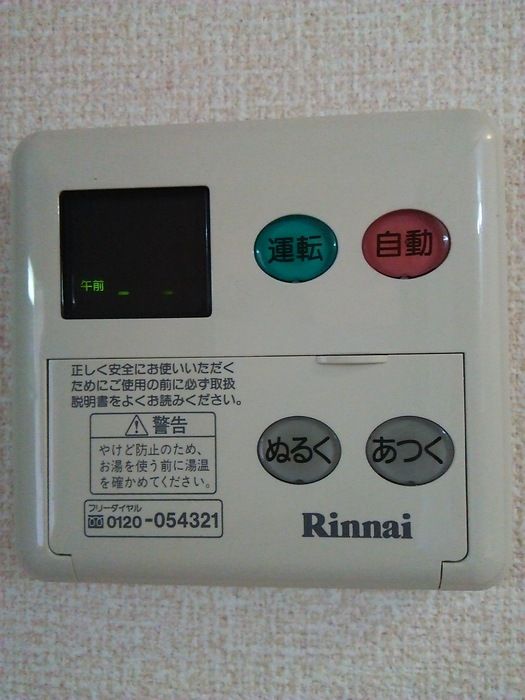 運転
自動
午前
正しく安全にお使いいただく
ためにご使用の前に必ず取扱
説明書をよくお読みください。
警告
やけど防止のため、
お湯を使う前に湯温
を確かめてください。
フリーダイヤル
0120-054321
ぬるく
あつく
Rinnai